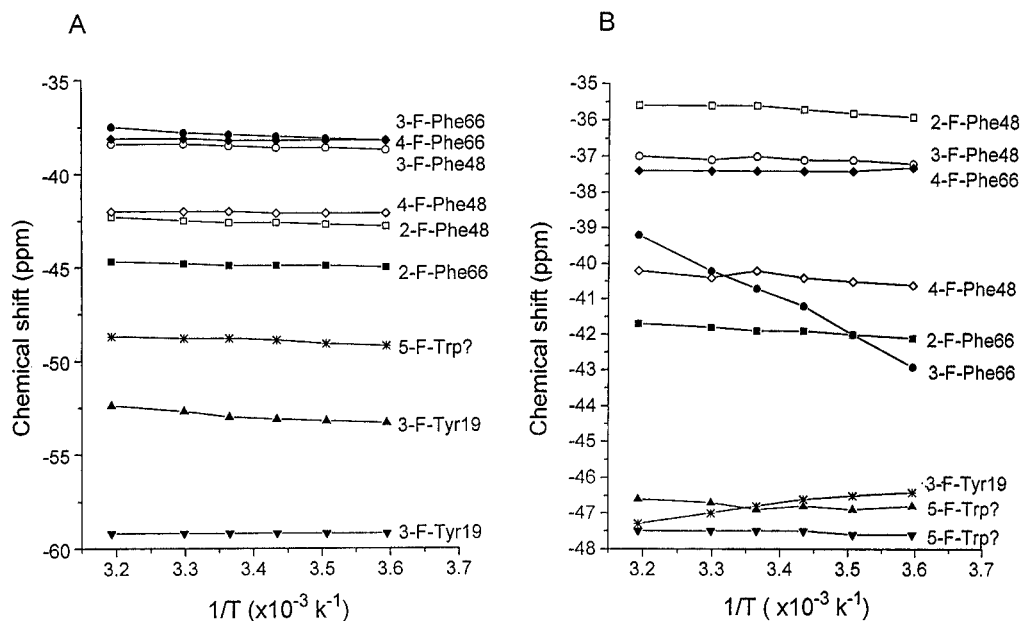 A
-35
-40
-45
-50
-55
-60
Chemical shift (ppm)
3-F-Phe66
4-F-Phe66
3-F-Phe48
4-F-Phe48
2-F-Phe48
2-F-Phe66
5-F-Trp?
3-F-Tyr19
3-F-Tyr19
3.2
3.3
3.4
3.5
3.6
3.7
1/T (x10⁻³ k⁻¹)
B
-35
-36
-37
-38
-39
-40
-41
-42
-43
-44
-45
-46
-47
-48
Chemical shift (ppm)
2-F-Phe48
3-F-Phe48
4-F-Phe66
4-F-Phe48
2-F-Phe66
3-F-Phe66
3-F-Tyr19
5-F-Trp?
5-F-Trp?
3.2
3.3
3.4
3.5
3.6
3.7
1/T ( x10⁻³ k⁻¹)